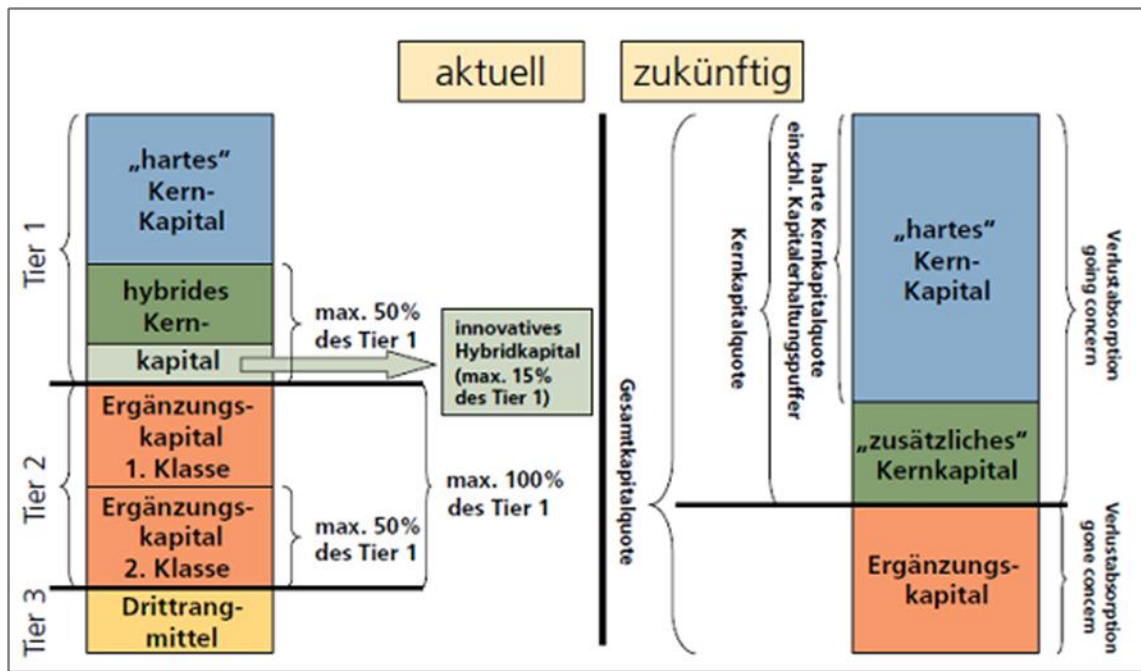 aktuell
zukünftig
Tier 1
„hartes“
Kern-
Kapital
hybrides
Kern-
kapital
max. 50%
des Tier 1
innovatives
Hybridkapital
(max. 15%
des Tier 1)
Tier 2
Ergänzungs-
kapital
1. Klasse
Ergänzungs-
kapital
2. Klasse
max. 50%
des Tier 1
max. 100%
des Tier 1
Tier 3
Drittrang-
mittel
Gesamtkapitalquote
Kernkapitalquote
harte Kernkapitalquote
einschl. Kapitalerhaltungspuffer
„hartes“
Kern-
Kapital
„zusätzliches“
Kernkapital
Ergänzungs-
kapital
Verlustabsorption
going concern
Verlustabsorption
gone concern